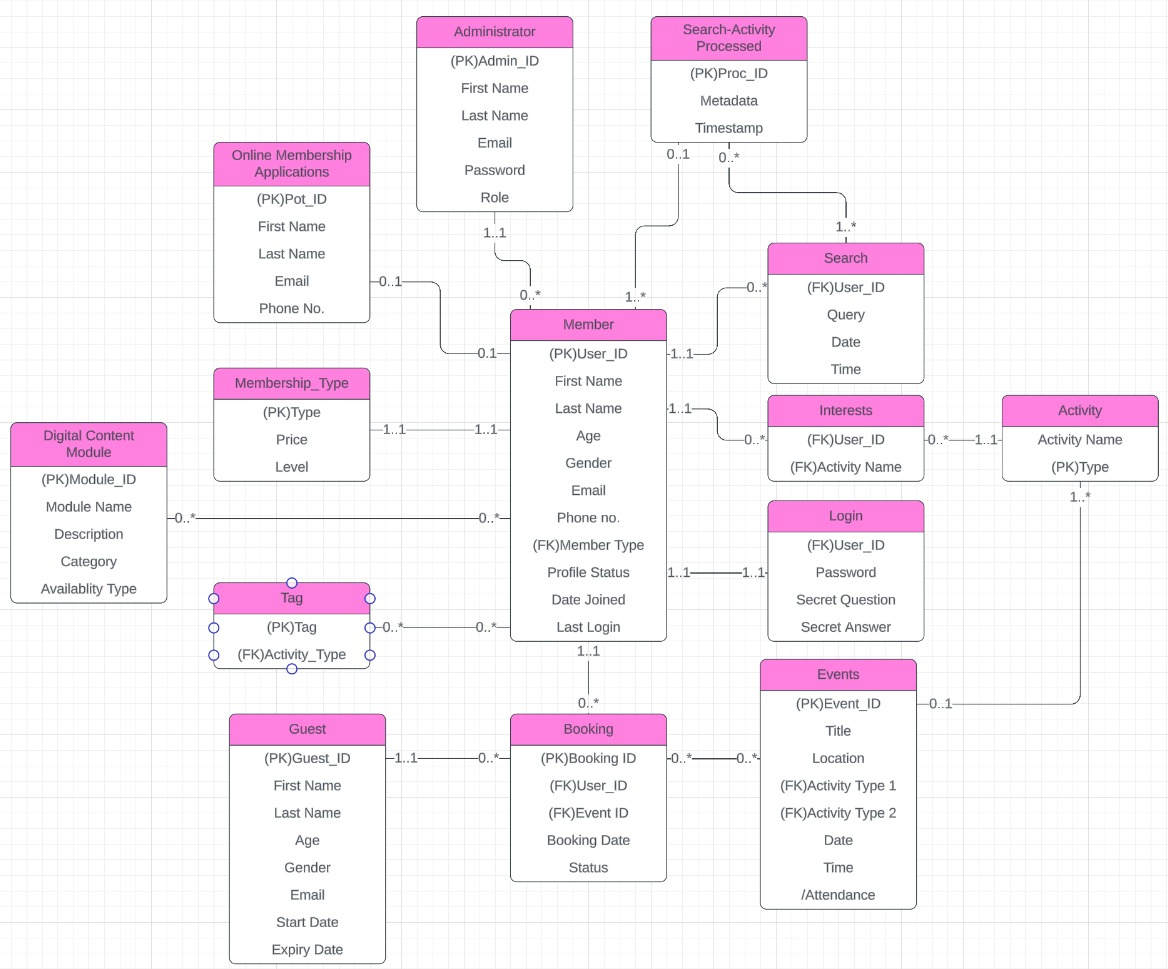 Administrator
(PK)Admin_ID
First Name
Last Name
Email
Password
Role
1..1
0..*
Search-Activity
Processed
(PK)Proc_ID
Metadata
Timestamp
0..1
0..*
1..*
1..*
Online Membership
Applications
(PK)Pot_ID
First Name
Last Name
Email
Phone No.
0..1
0.1
Search
(FK)User_ID
Query
Date
Time
0..*
1..1
Member
(PK)User_ID
First Name
Last Name
Age
Gender
Email
Phone no.
(FK)Member Type
Profile Status
Date Joined
Last Login
Membership_Type
(PK)Type
Price
Level
1..1
1..1
Interests
(FK)User_ID
(FK)Activity Name
1..1
0..*
0..*
1..1
Activity
Activity Name
(PK)Type
1..*
Digital Content
Module
(PK)Module_ID
Module Name
Description
Category
Availablity Type
0..*
0..*
Login
(FK)User_ID
Password
Secret Question
Secret Answer
1..1
1..1
Tag
(PK)Tag
(FK)Activity_Type
0..*
0..*
1..1
0..*
Events
(PK)Event_ID
Title
Location
(FK)Activity Type 1
(FK)Activity Type 2
Date
Time
/Attendance
0..1
Guest
(PK)Guest_ID
First Name
Last Name
Age
Gender
Email
Start Date
Expiry Date
1..1
0..*
Booking
(PK)Booking ID
(FK)User_ID
(FK)Event ID
Booking Date
Status
0..*
0..*